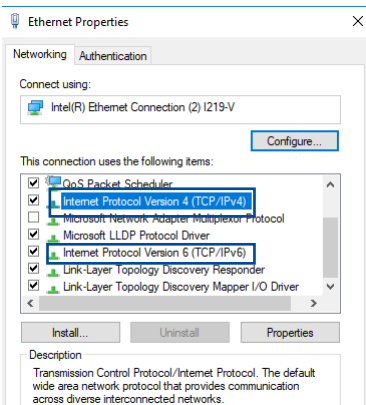 Ethernet Properties
Networking
Authentication
Connect using:
Intel(R) Ethernet Connection (2) I219-V
Configure...
This connection uses the following items:
QoS Packet Scheduler
Internet Protocol Version 4 (TCP/IPv4)
Microsoft Network Adapter Multiplexor Protocol
Microsoft LLDP Protocol Driver
Internet Protocol Version 6 (TCP/IPv6)
Link-Layer Topology Discovery Responder
Link-Layer Topology Discovery Mapper I/O Driver
Install...
Uninstall
Properties
Description
Transmission Control Protocol/Internet Protocol. The default
wide area network protocol that provides communication
across diverse interconnected networks.